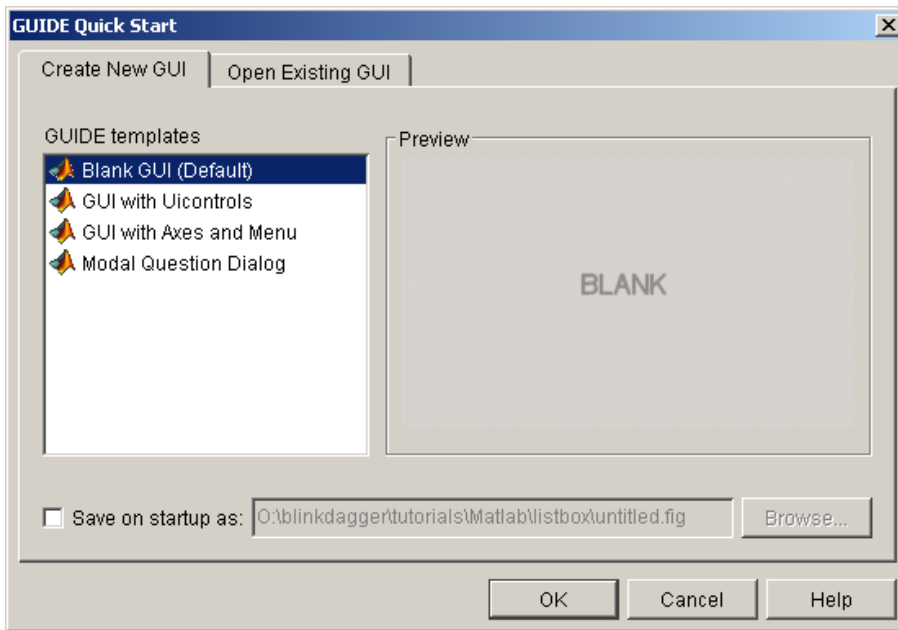 GUIDE Quick Start
Create New GUI
Open Existing GUI
GUIDE templates
Blank GUI (Default)
GUI with Uicontrols
GUI with Axes and Menu
Modal Question Dialog
Preview
BLANK
Save on startup as:
O:\blinkdagger\tutorials\Matlab\listbox\untitled.fig
Browse...
OK
Cancel
Help